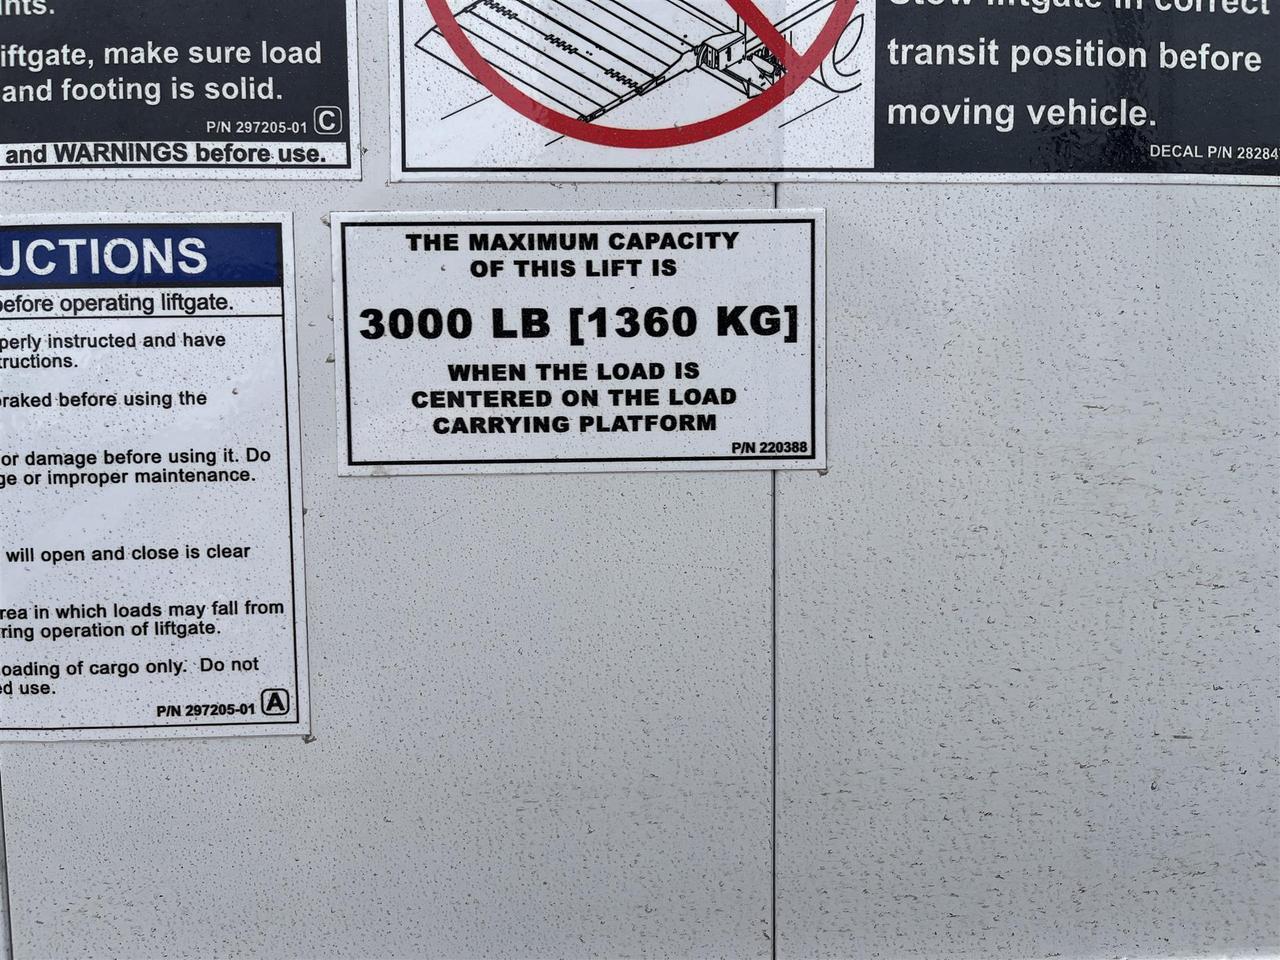 iftgate, make sure load
and footing is solid.
P/N 297205-01 C
and WARNINGS before use.
transit position before
moving vehicle.
DECAL P/N 28284
UCTIONS
before operating liftgate.
perly instructed and have
tructions.
braked before using the
or damage before using it. Do
ge or improper maintenance.
will open and close is clear
rea in which loads may fall from
ring operation of liftgate.
oading of cargo only. Do not
ed use.
P/N 297205-01 A
THE MAXIMUM CAPACITY
OF THIS LIFT IS
3000 LB [1360 KG]
WHEN THE LOAD IS
CENTERED ON THE LOAD
CARRYING PLATFORM
P/N 220388